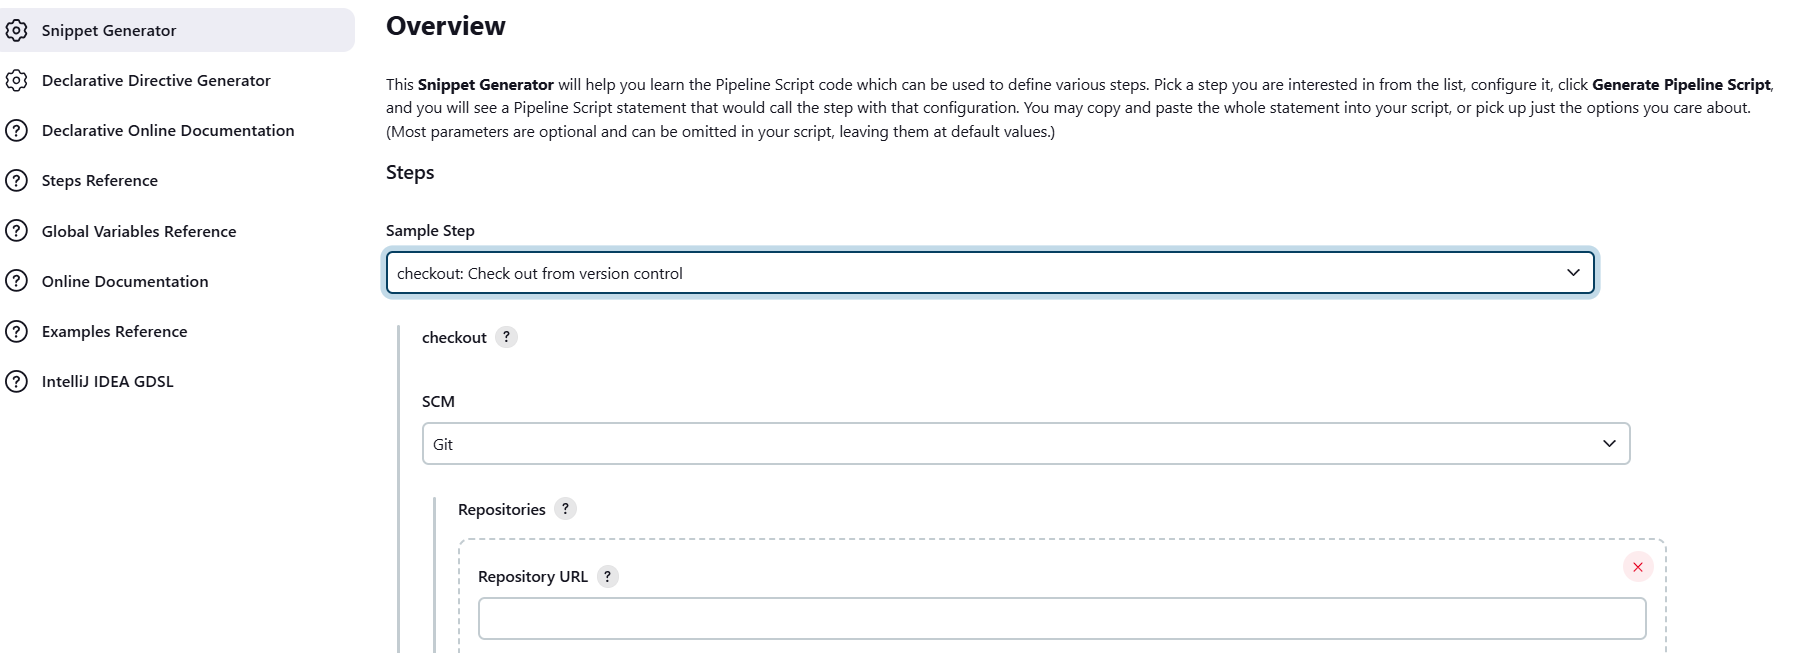 Snippet Generator
Declarative Directive Generator
Declarative Online Documentation
Steps Reference
Global Variables Reference
Online Documentation
Examples Reference
IntelliJ IDEA GDSL
Overview
This Snippet Generator will help you learn the Pipeline Script code which can be used to define various steps. Pick a step you are interested in from the list, configure it, click Generate Pipeline Script,
and you will see a Pipeline Script statement that would call the step with that configuration. You may copy and paste the whole statement into your script, or pick up just the options you care about.
(Most parameters are optional and can be omitted in your script, leaving them at default values.)
Steps
Sample Step
checkout: Check out from version control
checkout ?
SCM
Git
Repositories ?
Repository URL ?